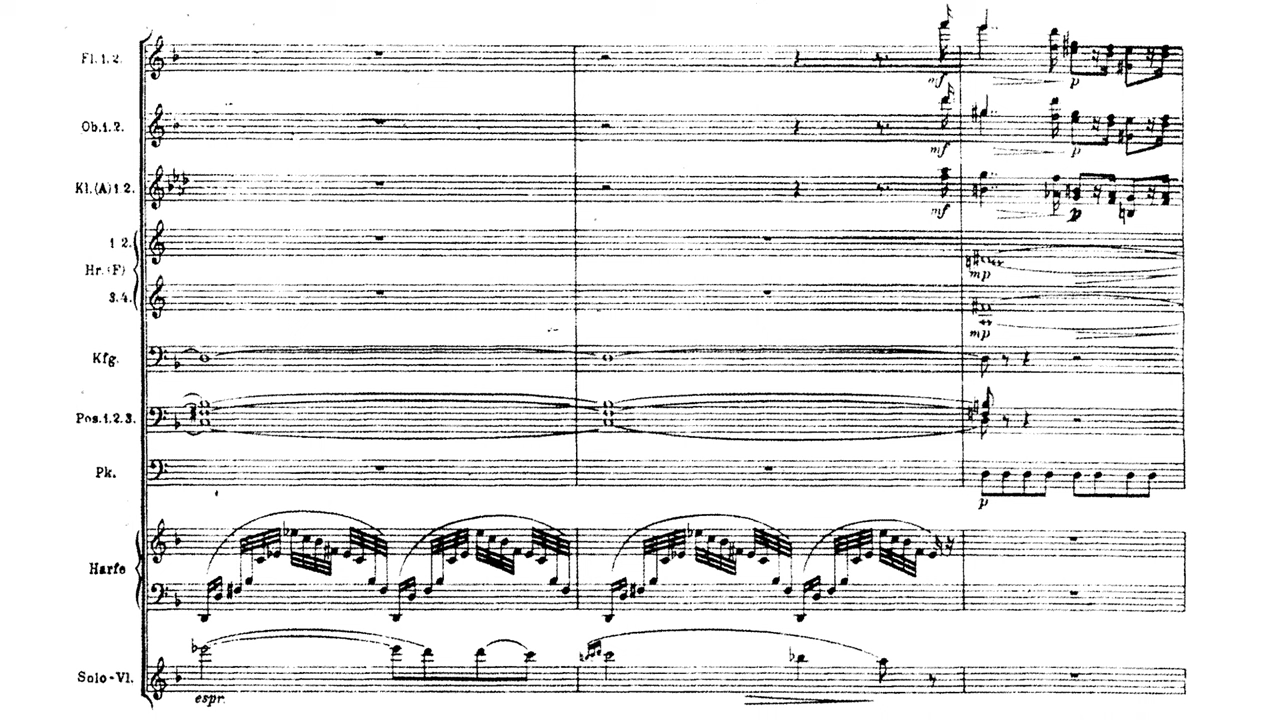 Fl.1.2.
mf
p
Ob.1.2.
mf
p
Kl.(A)1.2.
mf
p
1 2.
Hr.(F)
mp
3.4.
mp
Kfg.
Pos.1.2.3.
Pk.
p
Harfe
Solo-Vl.
espr.